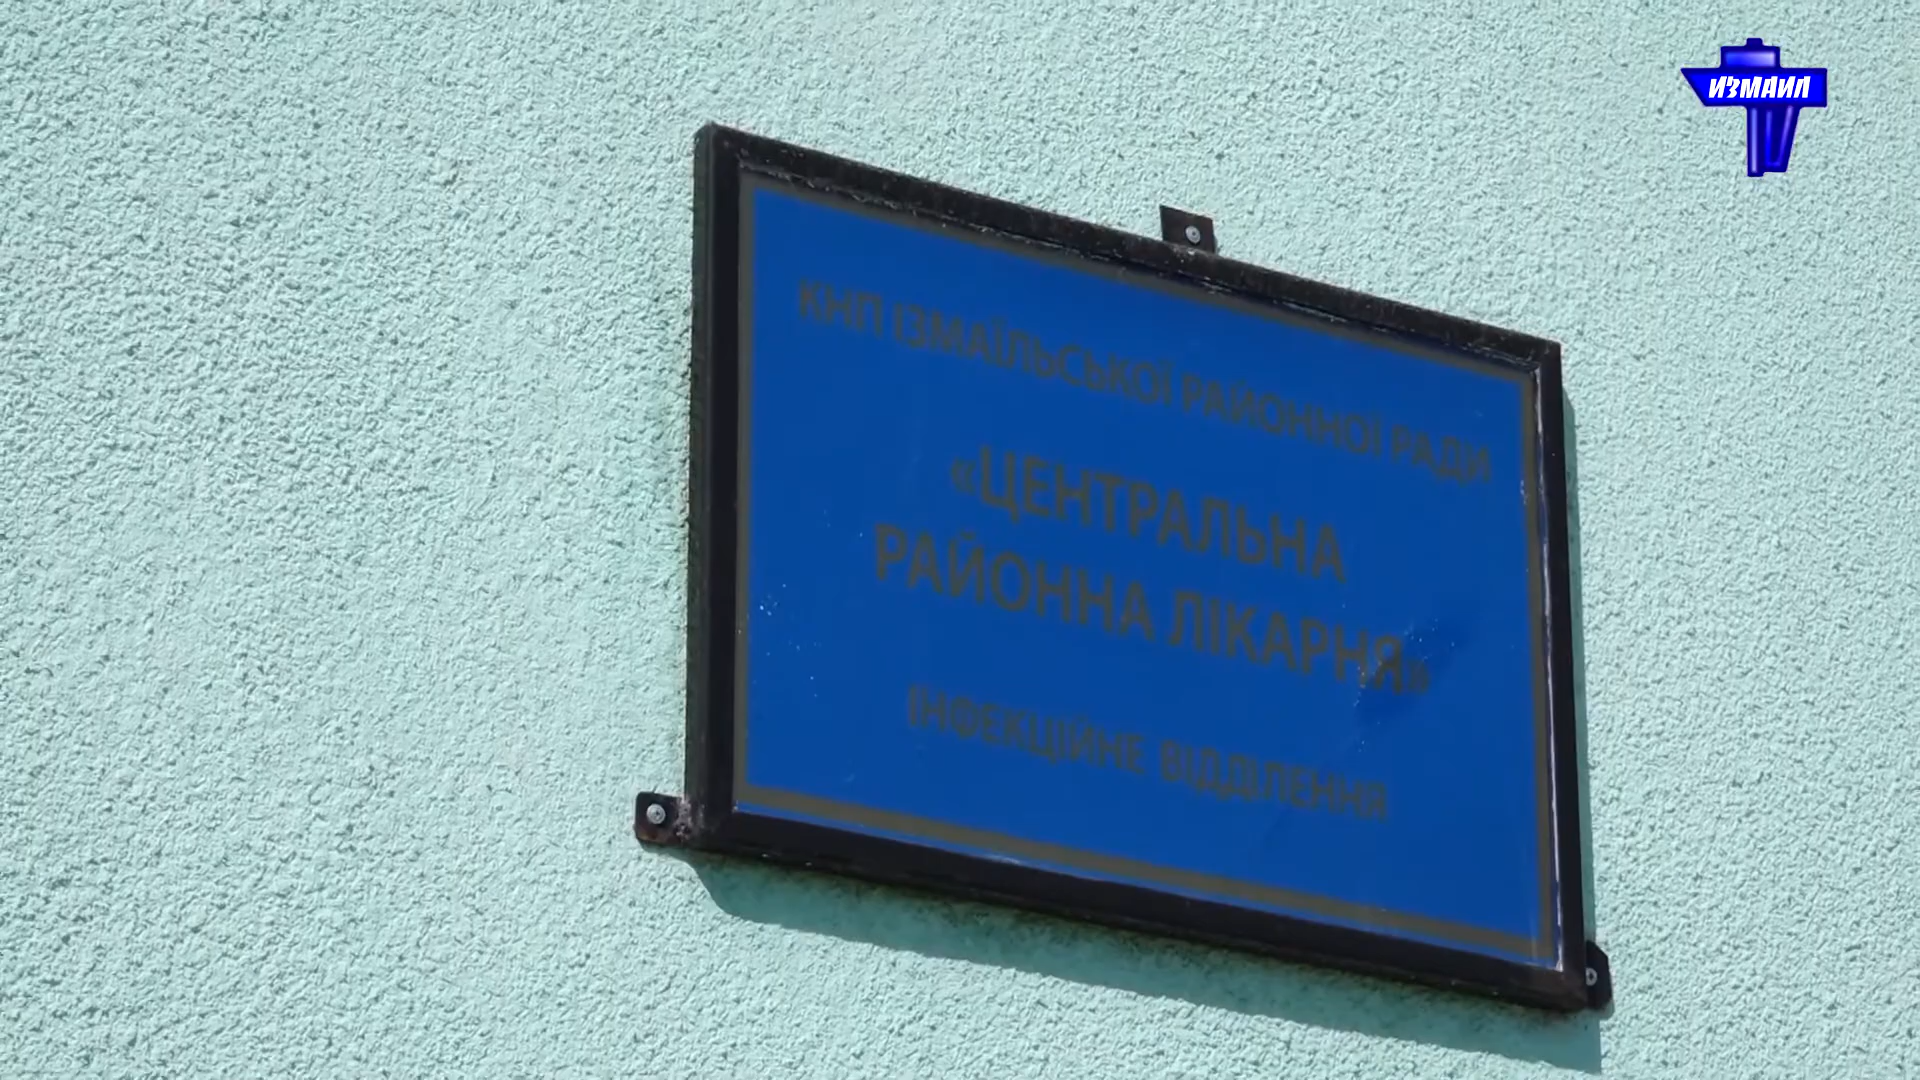 ИЗМАИЛ
КНП ІЗМАЇЛЬСЬКОЇ РАЙОННОЇ РАДИ
«ЦЕНТРАЛЬНА
РАЙОННА ЛІКАРНЯ»
ІНФЕКЦІЙНЕ ВІДДІЛЕННЯ